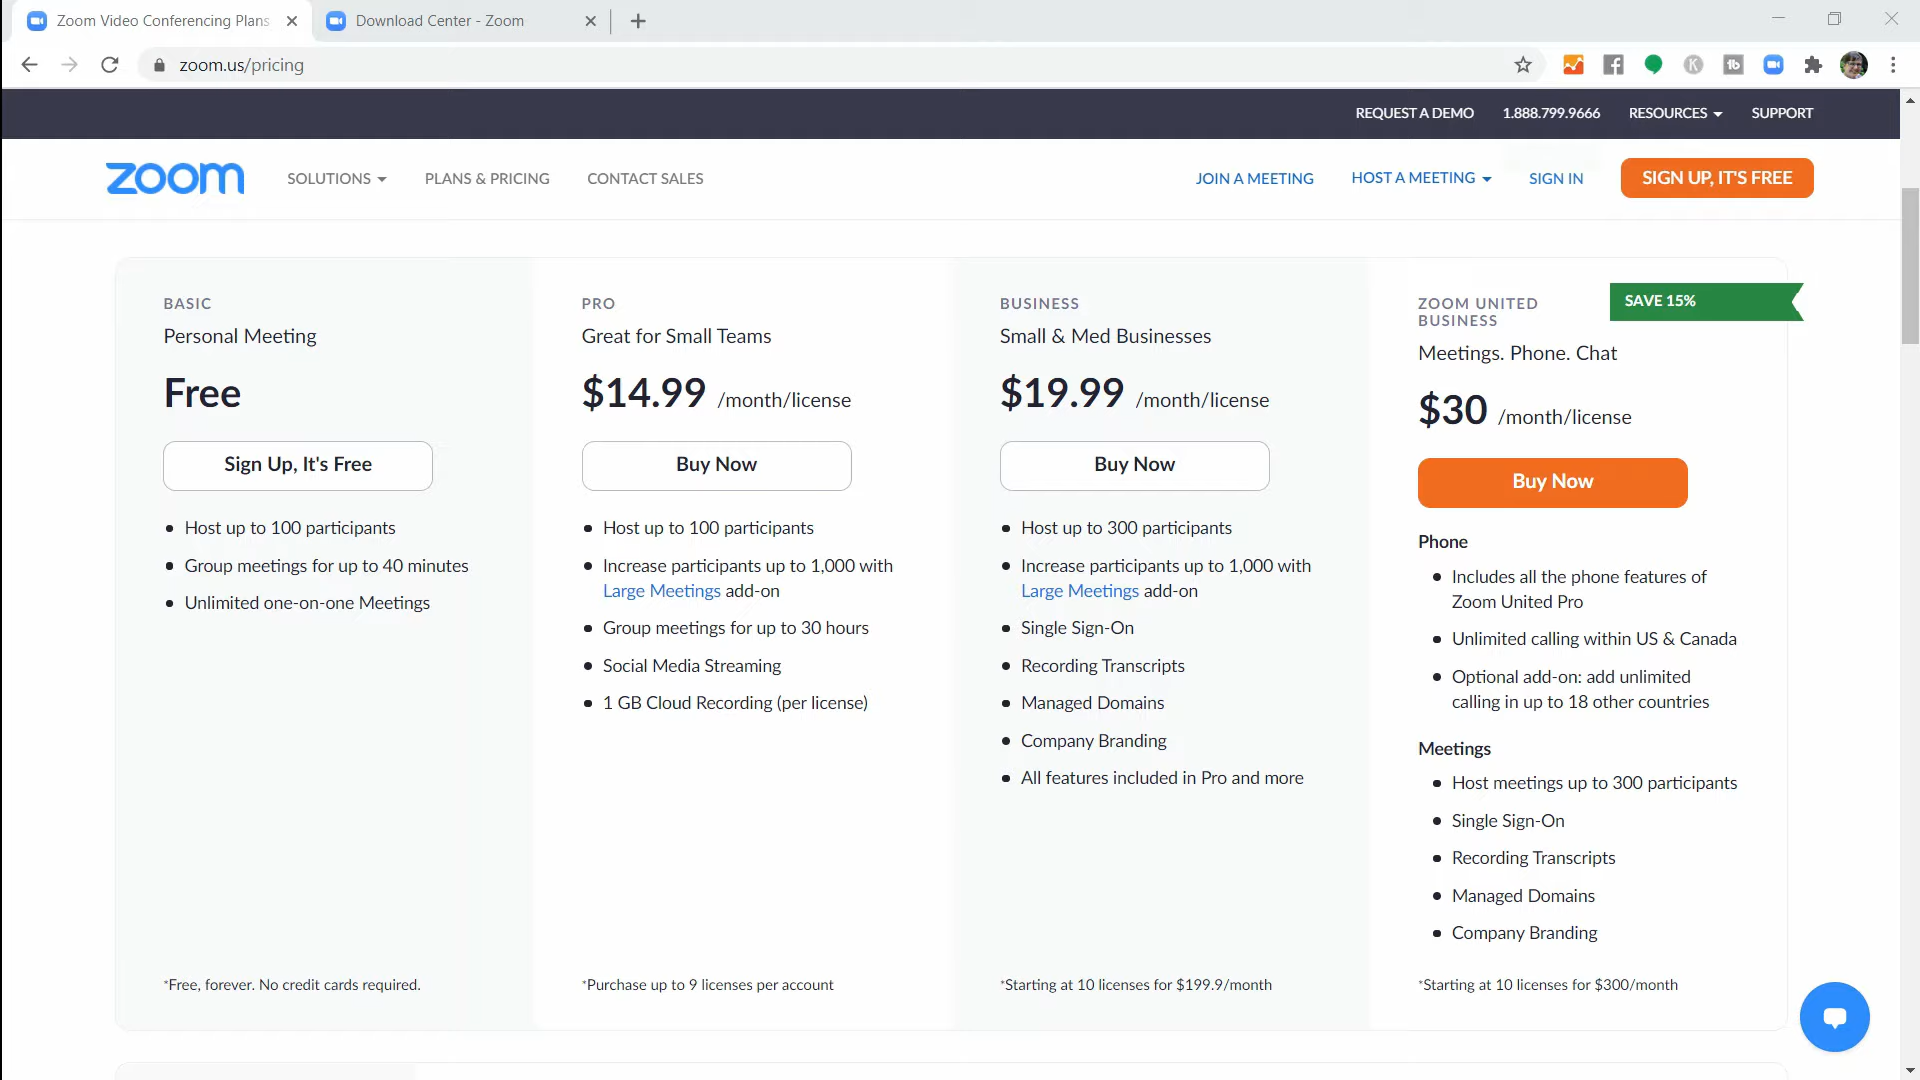 Zoom Video Conferencing Plans
Download Center - Zoom
zoom.us/pricing
REQUEST A DEMO
1.888.799.9666
RESOURCES
SUPPORT
zoom
SOLUTIONS
PLANS & PRICING
CONTACT SALES
JOIN A MEETING
HOST A MEETING
SIGN IN
SIGN UP, IT'S FREE
BASIC
Personal Meeting
Free
Sign Up, It's Free
Host up to 100 participants
Group meetings for up to 40 minutes
Unlimited one-on-one Meetings
*Free, forever. No credit cards required.
PRO
Great for Small Teams
$14.99 /month/license
Buy Now
Host up to 100 participants
Increase participants up to 1,000 with
Large Meetings add-on
Group meetings for up to 30 hours
Social Media Streaming
1 GB Cloud Recording (per license)
*Purchase up to 9 licenses per account
BUSINESS
Small & Med Businesses
$19.99 /month/license
Buy Now
Host up to 300 participants
Increase participants up to 1,000 with
Large Meetings add-on
Single Sign-On
Recording Transcripts
Managed Domains
Company Branding
All features included in Pro and more
*Starting at 10 licenses for $199.9/month
ZOOM UNITED
BUSINESS
SAVE 15%
Meetings. Phone. Chat
$30 /month/license
Buy Now
Phone
Includes all the phone features of
Zoom United Pro
Unlimited calling within US & Canada
Optional add-on: add unlimited
calling in up to 18 other countries
Meetings
Host meetings up to 300 participants
Single Sign-On
Recording Transcripts
Managed Domains
Company Branding
*Starting at 10 licenses for $300/month